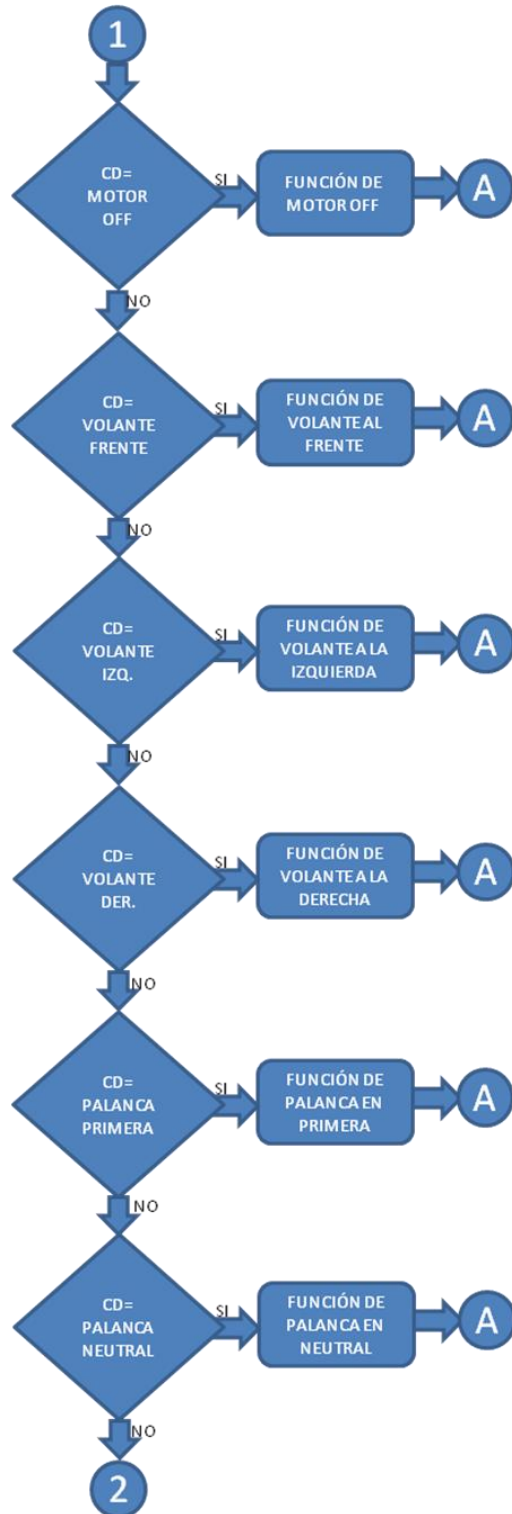 1
CD=
MOTOR
OFF
SI
FUNCIÓN DE
MOTOR OFF
A
NO
CD=
VOLANTE
FRENTE
SI
FUNCIÓN DE
VOLANTE AL
FRENTE
A
NO
CD=
VOLANTE
IZQ.
SI
FUNCIÓN DE
VOLANTE A LA
IZQUIERDA
A
NO
CD=
VOLANTE
DER.
SI
FUNCIÓN DE
VOLANTE A LA
DERECHA
A
NO
CD=
PALANCA
PRIMERA
SI
FUNCIÓN DE
PALANCA EN
PRIMERA
A
NO
CD=
PALANCA
NEUTRAL
SI
FUNCIÓN DE
PALANCA EN
NEUTRAL
A
NO
2